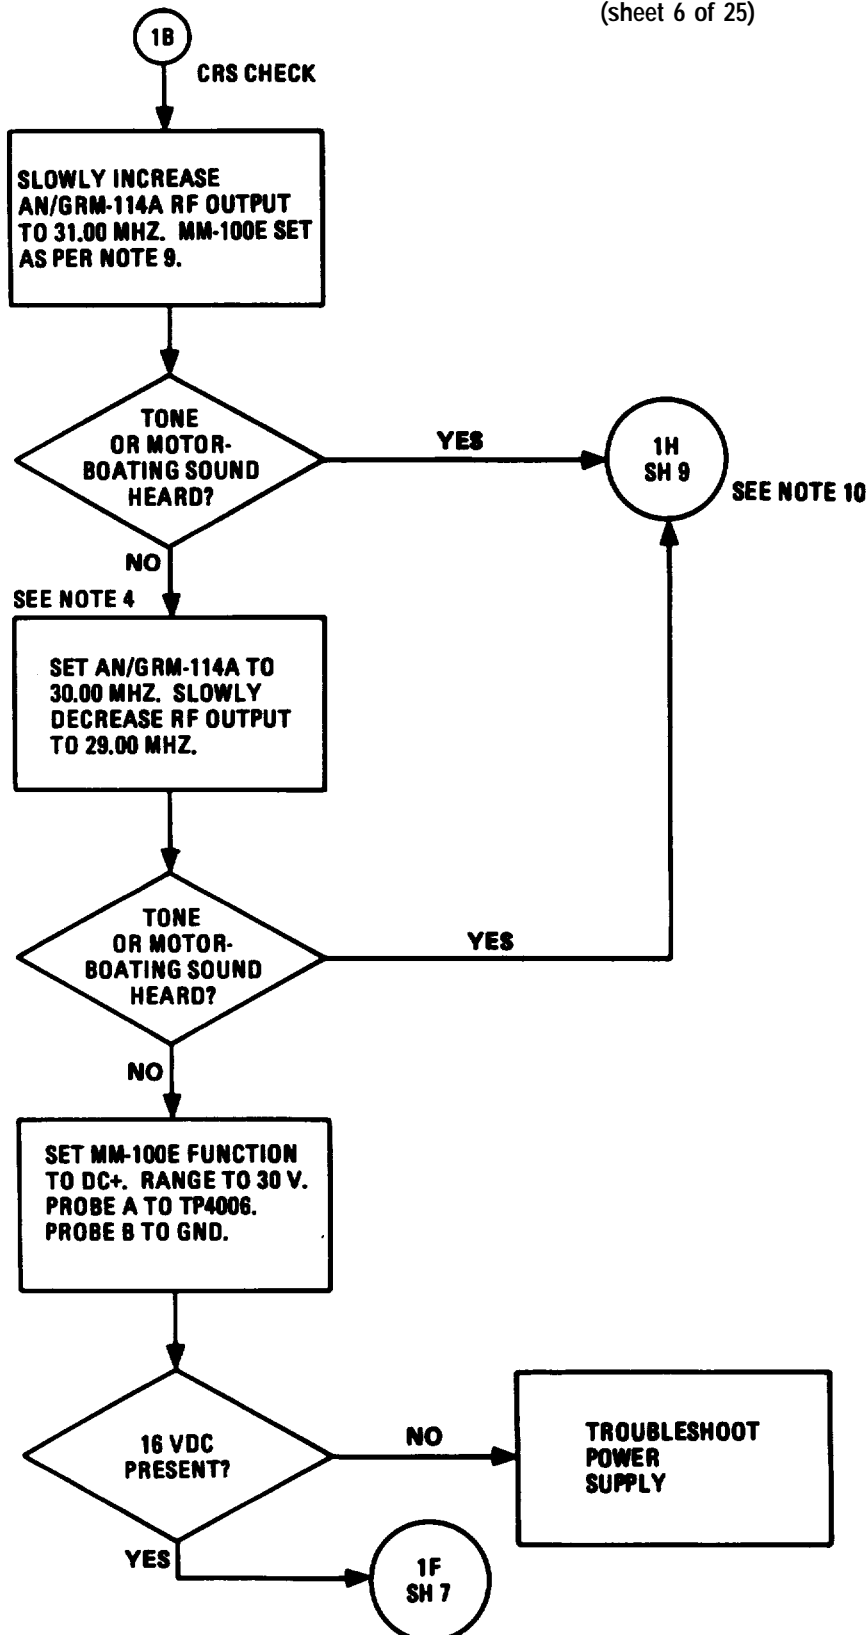 (sheet 6 of 25)
1B
CRS CHECK
SLOWLY INCREASE
AN/GRM-114A RF OUTPUT
TO 31.00 MHZ. MM-100E SET
AS PER NOTE 9.
TONE
OR MOTOR-
BOATING SOUND
HEARD?
YES
1H
SH 9
SEE NOTE 10
NO
SEE NOTE 4
SET AN/GRM-114A TO
30.00 MHZ. SLOWLY
DECREASE RF OUTPUT
TO 29.00 MHZ.
TONE
OR MOTOR-
BOATING SOUND
HEARD?
YES
NO
SET MM-100E FUNCTION
TO DC+. RANGE TO 30 V.
PROBE A TO TP4006.
PROBE B TO GND.
16 VDC
PRESENT?
NO
TROUBLESHOOT
POWER
SUPPLY
YES
1F
SH 7